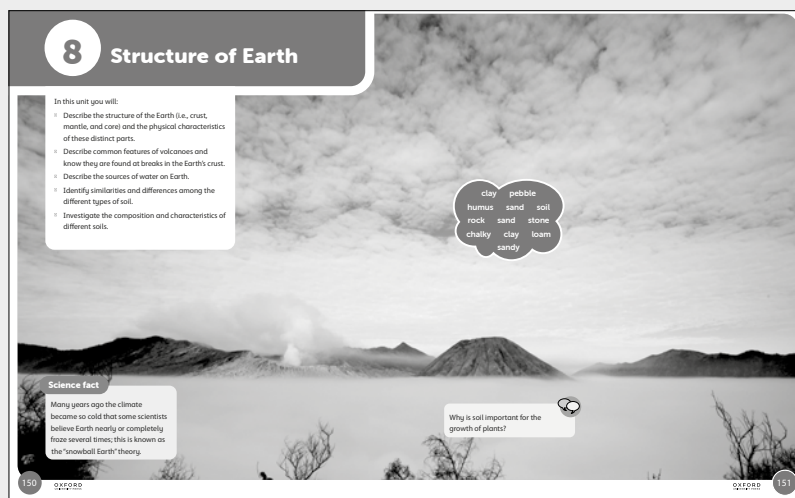 8 Structure of Earth
In this unit you will:
Describe the structure of the Earth (i.e., crust,
mantle, and core) and the physical characteristics
of these distinct parts.
Describe common features of volcanoes and
know they are found at breaks in the Earth's crust.
Describe the sources of water on Earth.
Identify similarities and differences among the
different types of soil.
Investigate the composition and characteristics of
different soils.
clay pebble
humus sand soil
rock sand stone
chalky clay loam
sandy
Science fact
Many years ago the climate
became so cold that some scientists
believe Earth nearly or completely
froze several times; this is known as
the "snowball Earth" theory.
Why is soil important for the
growth of plants?
150
OXFORD
OXFORD
151